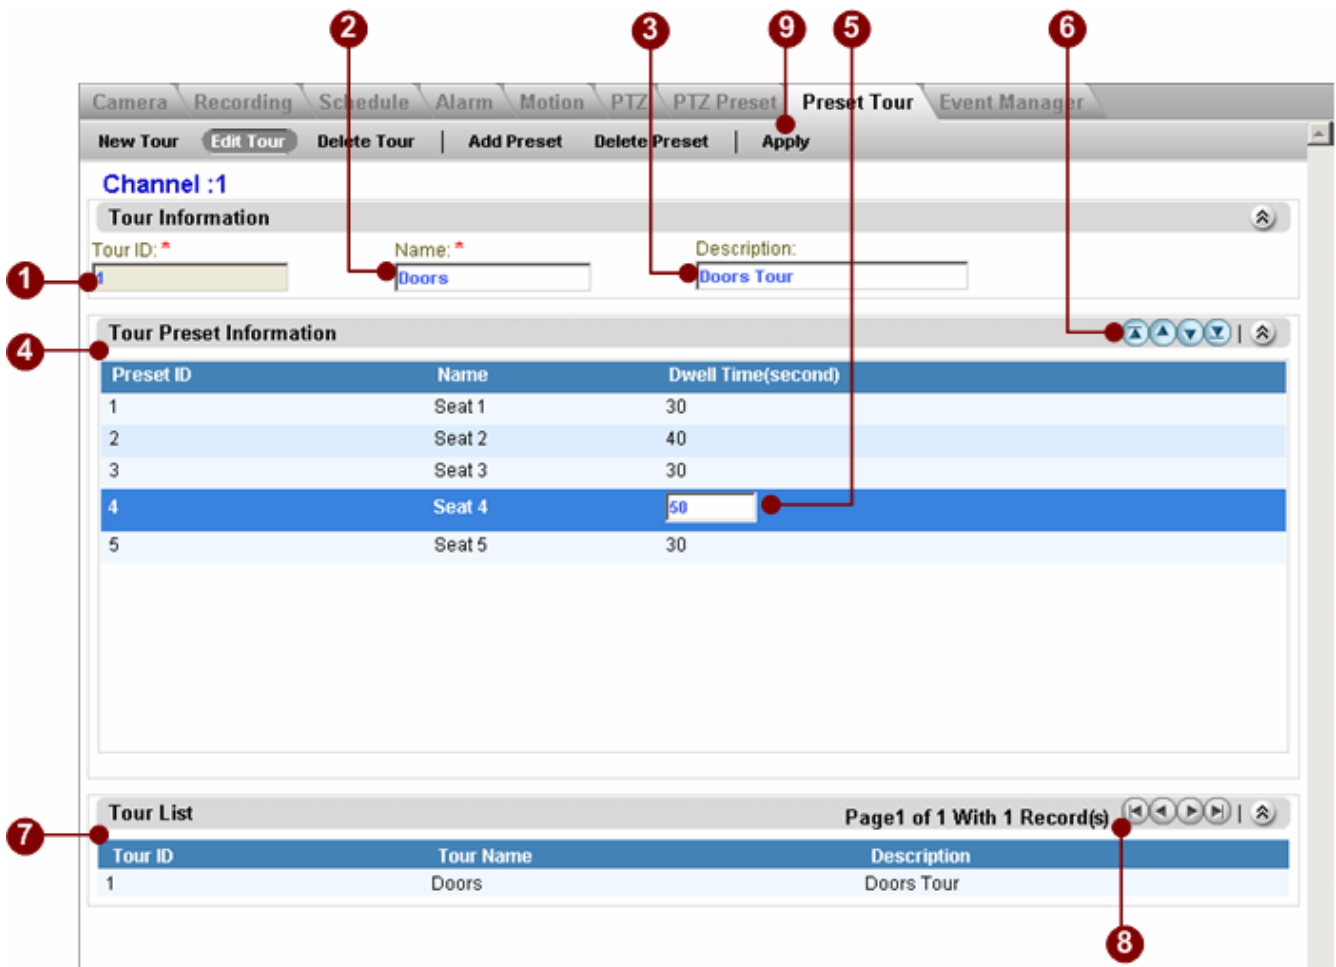 2 3 9 5 6
Camera Recording Schedule Alarm Motion PTZ PTZ Preset Preset Tour Event Manager
New Tour Edit Tour Delete Tour | Add Preset Delete Preset | Apply
Channel :1
Tour Information
Tour ID: * Name: * Description:
1 1 Doors Doors Tour
Tour Preset Information
4
Preset ID Name Dwell Time(second)
1 Seat 1 30
2 Seat 2 40
3 Seat 3 30
4 Seat 4 50
5 Seat 5 30
Tour List Page1 of 1 With 1 Record(s)
7
Tour ID Tour Name Description
1 Doors Doors Tour
8